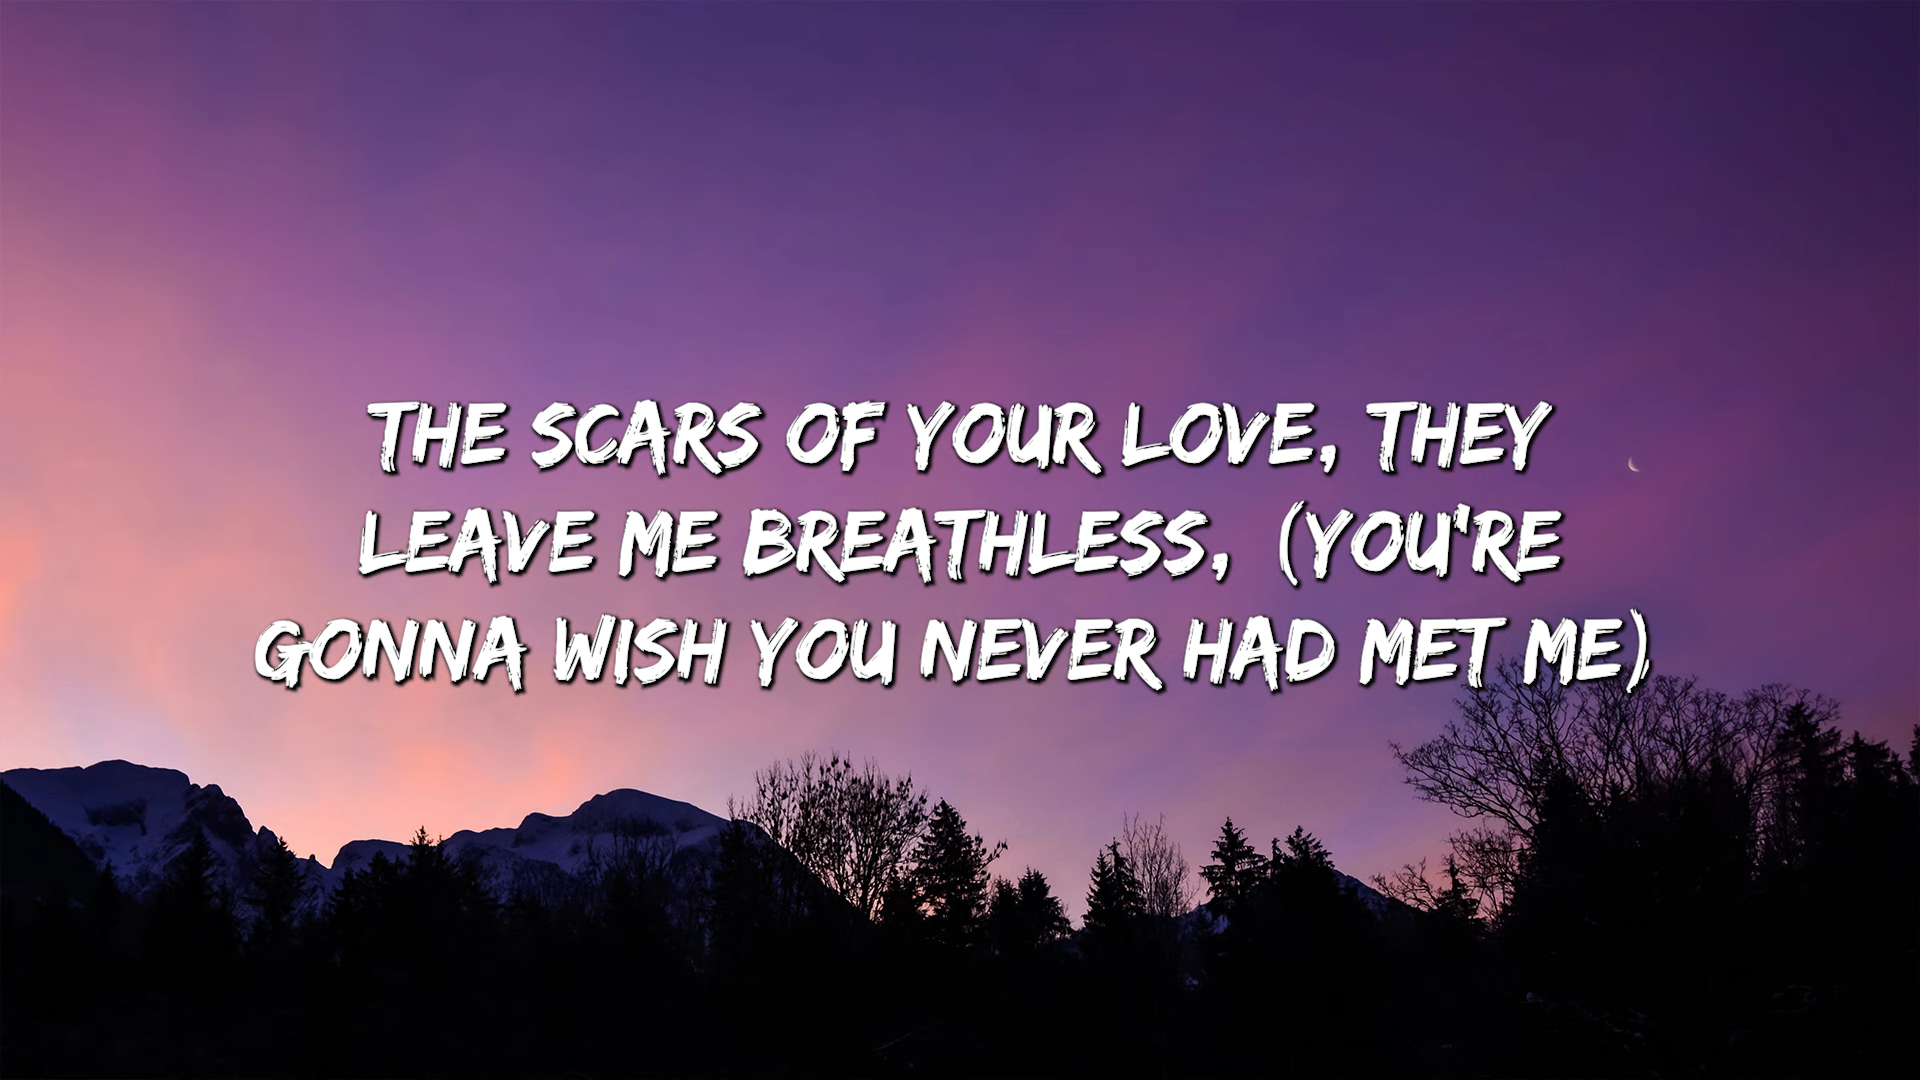 THE SCARS OF YOUR LOVE, THEY
LEAVE ME BREATHLESS, (YOU'RE
GONNA WISH YOU NEVER HAD MET ME)